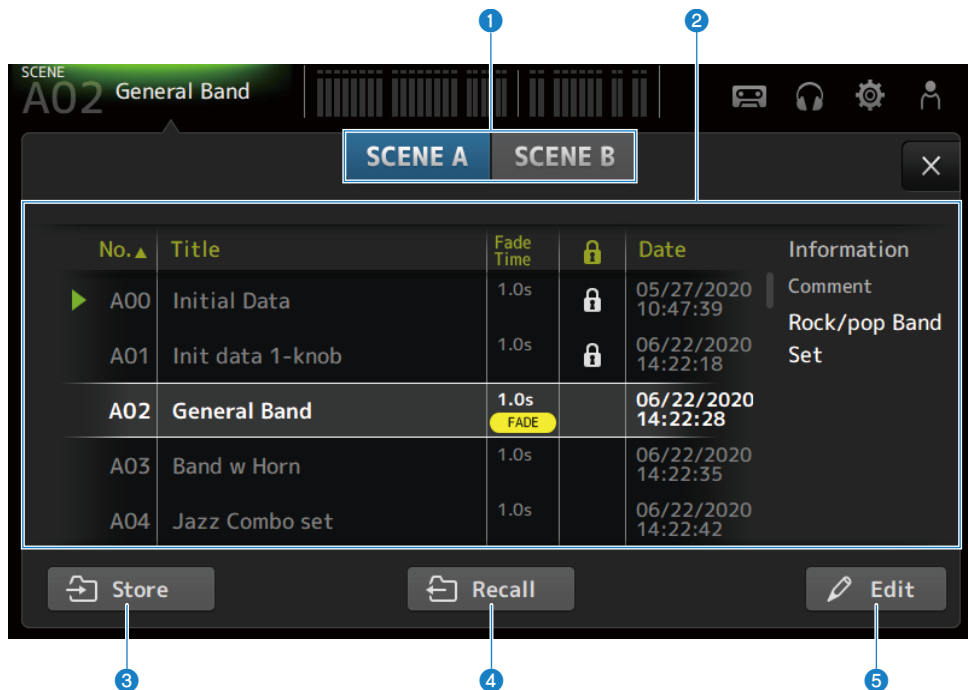 1 2
SCENE
A02 General Band
SCENE A SCENE B
No.▲ Title Fade Time Date Information
A00 Initial Data 1.0s 05/27/2020 10:47:39 Comment
Rock/pop Band
Set
A01 Init data 1-knob 1.0s 06/22/2020 14:22:18
A02 General Band 1.0s FADE 06/22/2020 14:22:28
A03 Band w Horn 1.0s 06/22/2020 14:22:35
A04 Jazz Combo set 1.0s 06/22/2020 14:22:42
Store Recall Edit
3 4 5